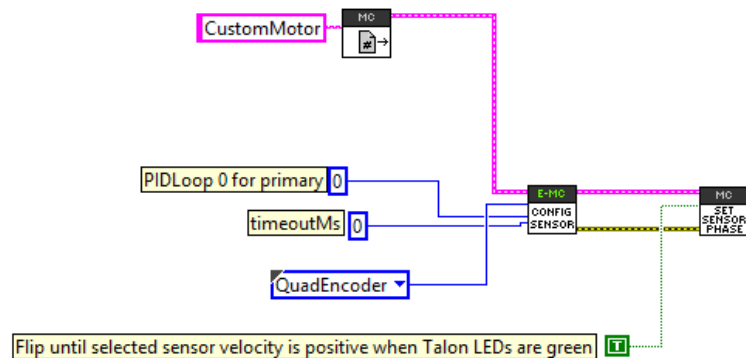 CustomMotor
MC
#
PIDLoop 0 for primary
0
timeoutMs
0
QuadEncoder
E-MC
CONFIG
SENSOR
MC
SET
SENSOR
PHASE
Flip until selected sensor velocity is positive when Talon LEDs are green
T